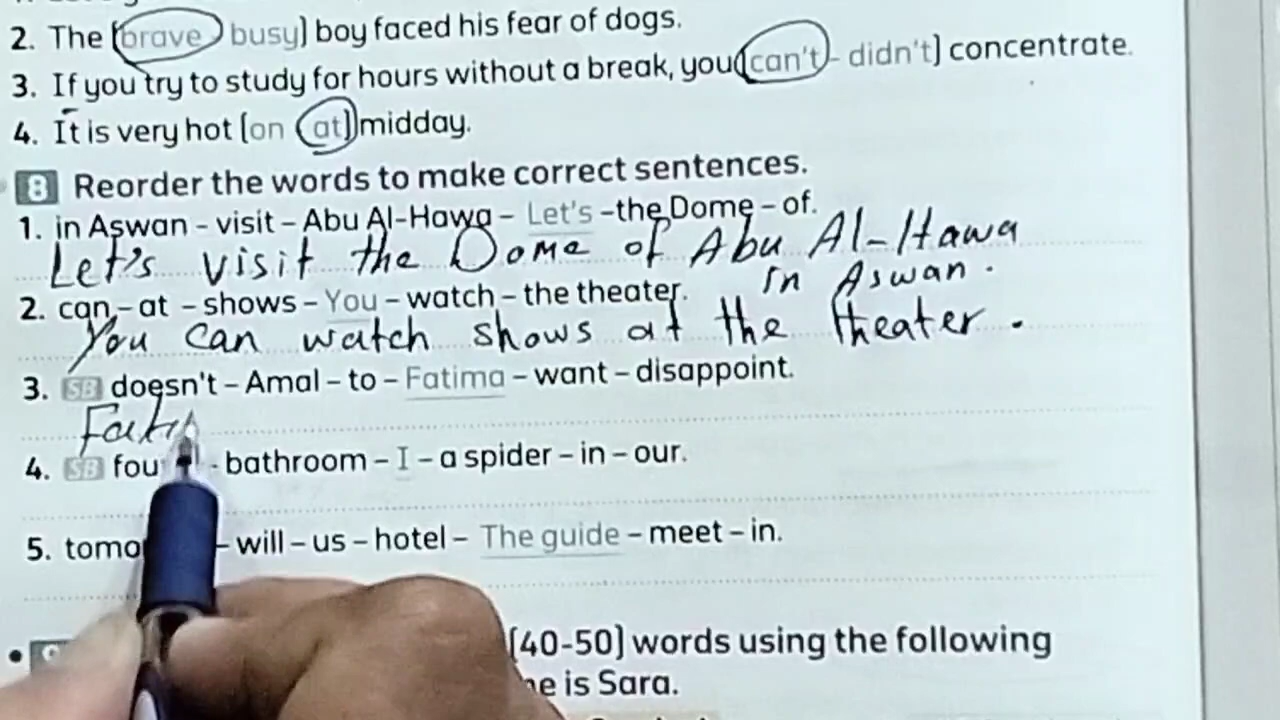 2. The [brave busy] boy faced his fear of dogs.
3. If you try to study for hours without a break, you [can't - didn't] concentrate.
4. It is very hot [on at] midday.
8 Reorder the words to make correct sentences.
1. in Aswan – visit – Abu Al-Hawa – Let's – the Dome – of.
Let's visit the Dome of Abu Al-Hawa
in Aswan.
2. can – at – shows – You – watch – the theater.
You can watch shows at the theater.
3. SB doesn't – Amal – to – Fatima – want – disappoint.
Fati
4. SB – bathroom – I – a spider – in – our.
5. – will – us – hotel – The guide – meet – in.
[40-50] words using the following
is Sara.